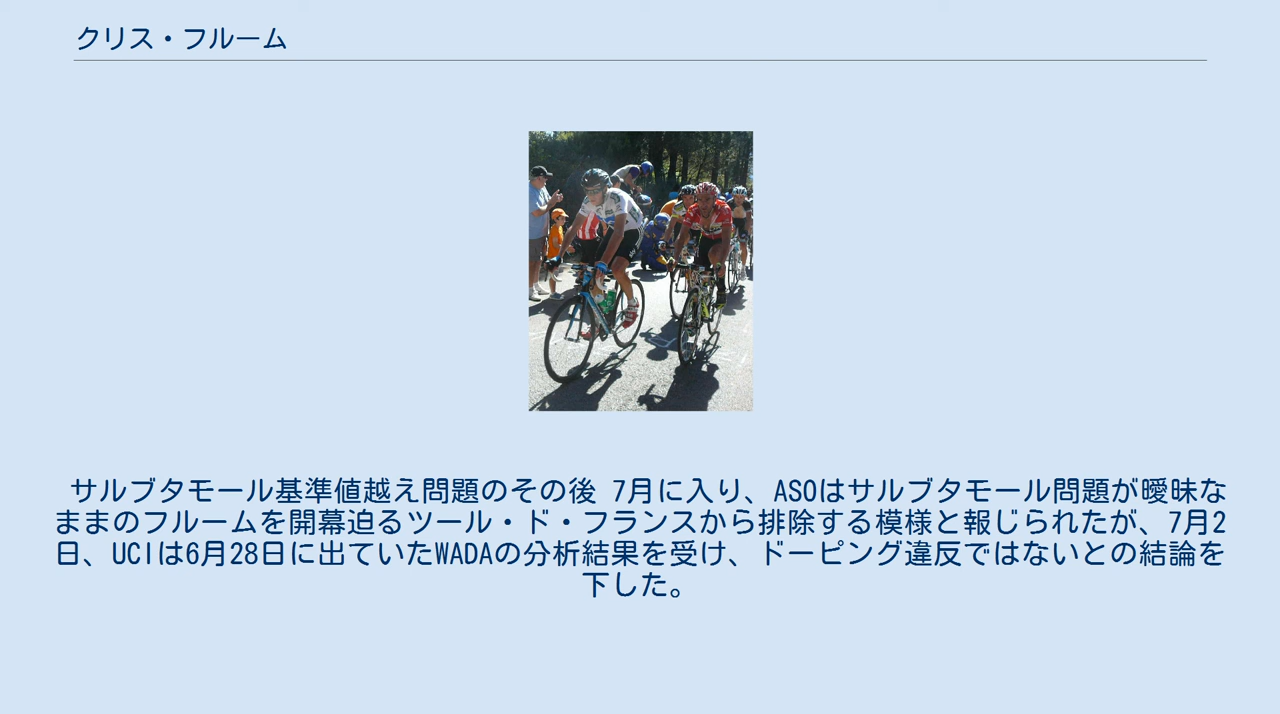 クリス・フルーム
サルブタモール基準値越え問題のその後 7月に入り、ASOはサルブタモール問題が曖昧な
ままのフルームを開幕迫るツール・ド・フランスから排除する模様と報じられたが、7月2
日、UCIは6月28日に出ていたWADAの分析結果を受け、ドーピング違反ではないとの結論を
下した。